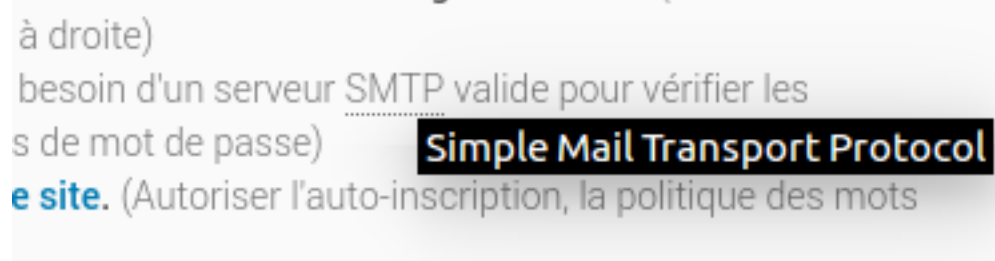 à droite)
besoin d'un serveur SMTP valide pour vérifier les
s de mot de passe)
Simple Mail Transport Protocol
e site. (Autoriser l'auto-inscription, la politique des mots